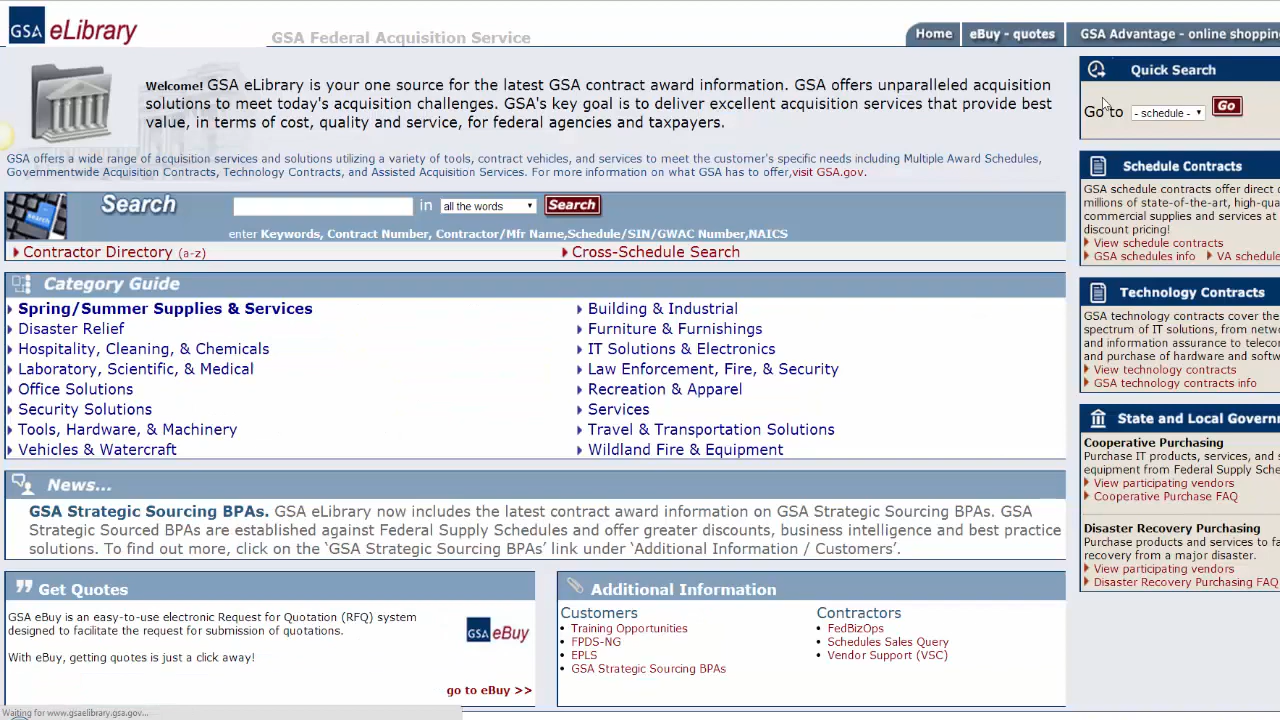 GSA eLibrary
GSA Federal Acquisition Service
Home
eBuy - quotes
GSA Advantage - online
Welcome! GSA eLibrary is your one source for the latest GSA contract award information. GSA offers unparalleled acquisition
solutions to meet today's acquisition challenges. GSA's key goal is to deliver excellent acquisition services that provide best
value, in terms of cost, quality and service, for federal agencies and taxpayers.
GSA offers a wide range of acquisition services and solutions utilizing a variety of tools, contract vehicles, and services to meet the customer's specific needs including Multiple Award Schedules,
Governmentwide Acquisition Contracts, Technology Contracts, and Assisted Acquisition Services. For more information on what GSA has to offer,visit GSA.gov.
Search
in
all the words
Search
enter Keywords, Contract Number, Contractor/Mfr Name,Schedule/SIN/GWAC Number,NAICS
Contractor Directory (a-z)
Cross-Schedule Search
Category Guide
Spring/Summer Supplies & Services
Disaster Relief
Hospitality, Cleaning, & Chemicals
Laboratory, Scientific, & Medical
Office Solutions
Security Solutions
Tools, Hardware, & Machinery
Vehicles & Watercraft
Building & Industrial
Furniture & Furnishings
IT Solutions & Electronics
Law Enforcement, Fire, & Security
Recreation & Apparel
Services
Travel & Transportation Solutions
Wildland Fire & Equipment
News...
GSA Strategic Sourcing BPAs. GSA eLibrary now includes the latest contract award information on GSA Strategic Sourcing BPAs. GSA
Strategic Sourced BPAs are established against Federal Supply Schedules and offer greater discounts, business intelligence and best practice
solutions. To find out more, click on the `GSA Strategic Sourcing BPAs' link under `Additional Information / Customers'.
Get Quotes
GSA eBuy is an easy-to-use electronic Request for Quotation (RFQ) system
designed to facilitate the request for submission of quotations.
With eBuy, getting quotes is just a click away!
GSA eBuy
go to eBuy >>
Additional Information
Customers
Training Opportunities
FPDS-NG
EPLS
GSA Strategic Sourcing BPAs
Contractors
FedBizOps
Schedules Sales Query
Vendor Support (VSC)
Quick Search
Go to
- schedule -
Go
Schedule Contracts
GSA schedule contracts offer direct
millions of state-of-the-art,
commercial supplies and services at
discount pricing!
View schedule contracts
GSA schedules info
VA schedule
Technology Contracts
GSA technology contracts cover the
spectrum of IT solutions, from
and information assurance to
and purchase of hardware and
View technology contracts
GSA technology contracts info
State and Local
Cooperative Purchasing
Purchase IT products, services, and
equipment from Federal Supply
View participating vendors
Cooperative Purchase FAQ
Disaster Recovery Purchasing
Purchase products and services to
recovery from a major disaster.
View participating vendors
Disaster Recovery Purchasing FAQ
Waiting for www.gsaelibrary.gsa.gov...